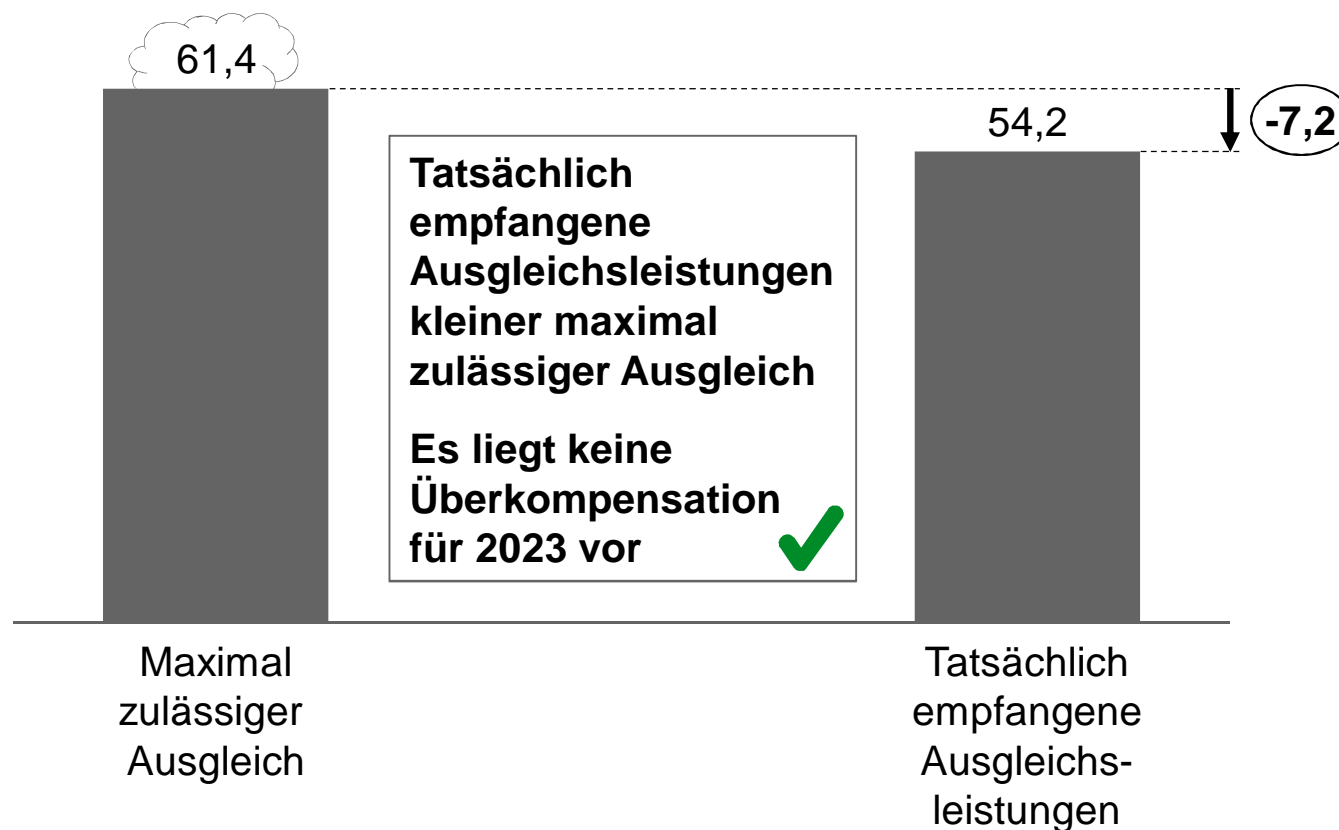 61,4
54,2
-7,2
Tatsächlich
empfangene
Ausgleichsleistungen
kleiner maximal
zulässiger Ausgleich
Es liegt keine
Überkompensation
für 2023 vor
Maximal
zulässiger
Ausgleich
Tatsächlich
empfangene
Ausgleichs-
leistungen